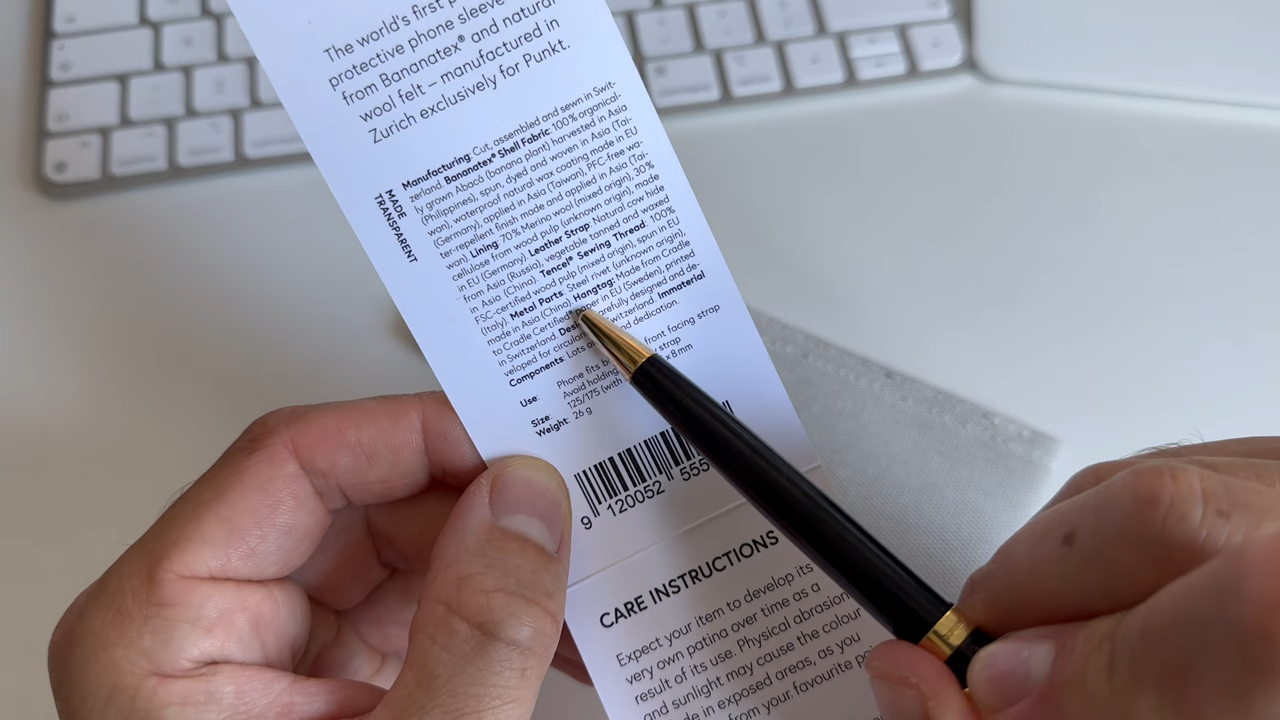 The world's first p
protective phone sleeve
from Bananatex® and natural
wool felt – manufactured in
Zurich exclusively for Punkt.
MADE
TRANSPARENT
Manufacturing: Cut, assembled and sewn in Swit-
zerland. Bananatex® Shell Fabric: 100% organical-
ly grown Abacá (banana plant) harvested in Asia
(Philippines), spun, dyed and woven in Asia (Tai-
wan), waterproof natural wax coating made in EU
(Germany), applied in Asia (Taiwan), PFC-free wa-
ter-repellent finish made and applied in Asia (Tai-
wan). Lining: 70% Merino wool (mixed origin), 30%
cellulose from wood pulp (unknown origin), made
in EU (Germany). Leather Strap: Natural cow hide
from Asia (Russia), vegetable tanned and waxed
in Asia (China). Tencel® Sewing Thread: 100%
FSC-certified wood pulp (mixed origin), spun in EU
(Italy). Metal Parts: Steel rivet (unknown origin),
made in Asia (China). Hangtag: Made from Cradle
to Cradle Certified paper in EU (Sweden), printed
in Switzerland. Des carefully designed and de-
veloped for circular Switzerland. Immaterial
Components: Lots o nd dedication.
Use: Phone fits b front facing strap
Avoid holding y strap
Size: 125/175 (with x 8 mm
Weight: 26 g
9 120052 555
CARE INSTRUCTIONS
Expect your item to develop its
very own patina over time as a
result of its use. Physical abrasion
and sunlight may cause the colour
de in exposed areas, as you
from your favourite pa